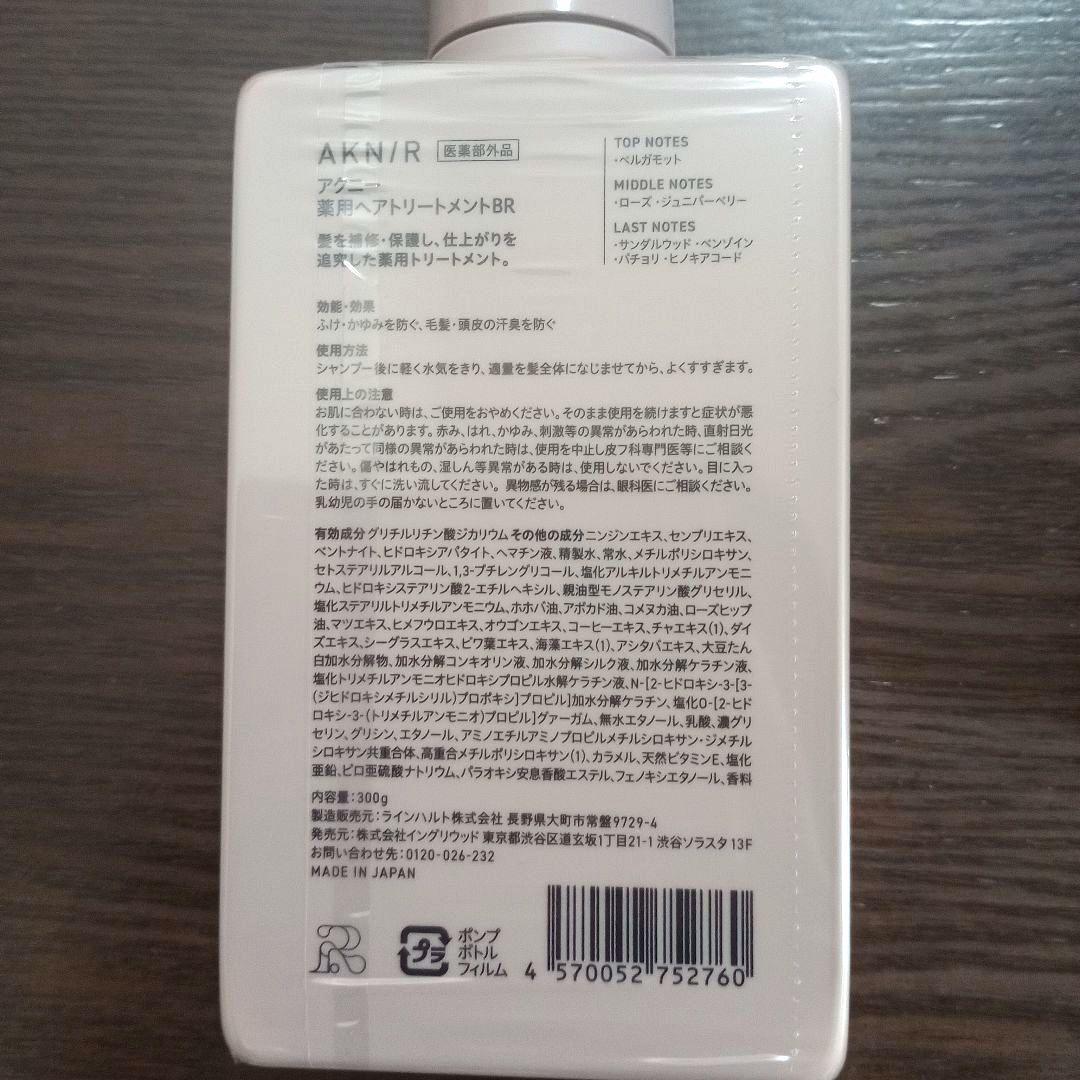 AKN/R 医薬部外品
アクニー
薬用ヘアトリートメントBR
髪を補修・保護し、仕上がりを
追究した薬用トリートメント。
TOP NOTES
・ベルガモット
MIDDLE NOTES
・ローズ・ジュニパーベリー
LAST NOTES
・サンダルウッド・ベンゾイン
・パチョリ・ヒノキアコード
効能・効果
ふけ・かゆみを防ぐ、毛髪・頭皮の汗臭を防ぐ
使用方法
シャンプー後に軽く水気をきり、適量を髪全体になじませてから、よくすすぎます。
使用上の注意
お肌に合わない時は、ご使用をおやめください。そのまま使用を続けますと症状が悪
化することがあります。赤み、はれ、かゆみ、刺激等の異常があらわれた時、直射日光
があたって同様の異常があらわれた時は、使用を中止し皮フ科専門医等にご相談く
ださい。傷やはれもの、湿しん等異常がある時は、使用しないでください。目に入っ
た時は、すぐに洗い流してください。異物感が残る場合は、眼科医にご相談ください。
乳幼児の手の届かないところに置いてください。
有効成分 グリチルリチン酸ジカリウム その他の成分 ニンジンエキス、センブリエキス、
ベントナイト、ヒドロキシアパタイト、ヘマチン液、精製水、常水、メチルポリシロキサン、
セトステアリルアルコール、1,3-ブチレングリコール、塩化アルキルトリメチルアンモニ
ウム、ヒドロキシステアリン酸2-エチルヘキシル、親油型モノステアリン酸グリセリル、
塩化ステアリルトリメチルアンモニウム、ホホバ油、アボカド油、コメヌカ油、ローズヒップ
油、マツエキス、ヒメフウロエキス、オウゴンエキス、コーヒーエキス、チャエキス(1)、ダイ
ズエキス、シーグラスエキス、ビワ葉エキス、海藻エキス(1)、アシタバエキス、大豆たん
白加水分解物、加水分解コンキオリン液、加水分解シルク液、加水分解ケラチン液、
塩化トリメチルアンモニオヒドロキシプロピル加水分解ケラチン液、N-[2-ヒドロキシ-3-[3-
(ジヒドロキシメチルシリル)プロポキシ]プロピル]加水分解ケラチン、塩化O-[2-ヒド
ロキシ-3-(トリメチルアンモニオ)プロピル]グァーガム、無水エタノール、乳酸、濃グリ
セリン、グリシン、エタノール、アミノエチルアミノプロピルメチルシロキサン・ジメチル
シロキサン共重合体、高重合メチルポリシロキサン(1)、カラメル、天然ビタミンE、塩化
亜鉛、ピロ亜硫酸ナトリウム、パラオキシ安息香酸エステル、フェノキシエタノール、香料
内容量：300g
製造販売元：ラインハルト株式会社 長野県大町市常盤9729-4
発売元：株式会社イングリウッド 東京都渋谷区道玄坂1丁目21-1 渋谷ソラスタ13F
お問い合わせ先：0120-026-232
MADE IN JAPAN
プラ
ポンプ
ボトル
フィルム
4 570052 752760